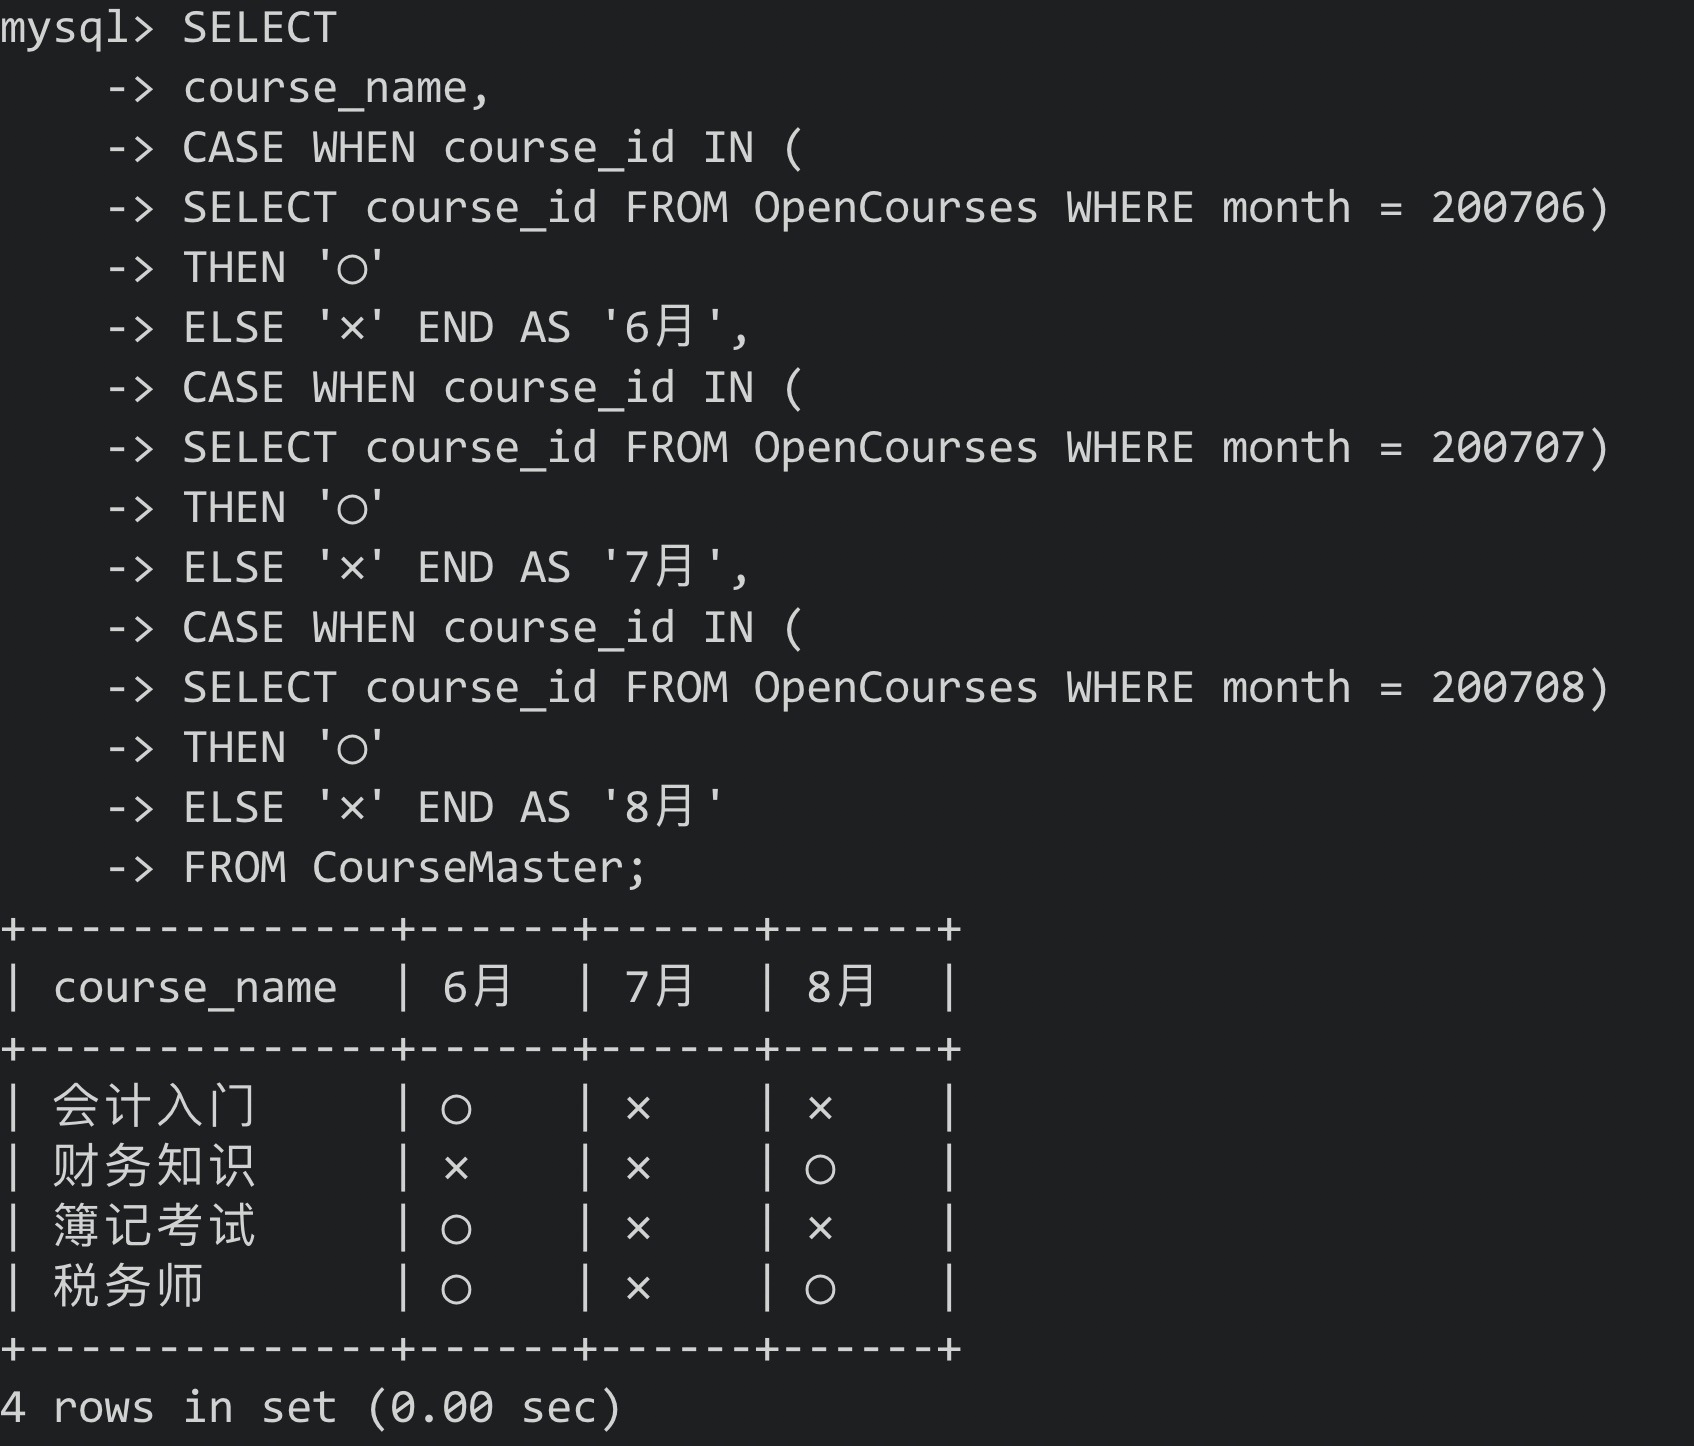 mysql> SELECT
    -> course_name,
    -> CASE WHEN course_id IN (
    -> SELECT course_id FROM OpenCourses WHERE month = 200706)
    -> THEN '○'
    -> ELSE '×' END AS '6月',
    -> CASE WHEN course_id IN (
    -> SELECT course_id FROM OpenCourses WHERE month = 200707)
    -> THEN '○'
    -> ELSE '×' END AS '7月',
    -> CASE WHEN course_id IN (
    -> SELECT course_id FROM OpenCourses WHERE month = 200708)
    -> THEN '○'
    -> ELSE '×' END AS '8月'
    -> FROM CourseMaster;
+--------------+------+------+------+
| course_name  | 6月  | 7月  | 8月  |
+--------------+------+------+------+
| 会计入门     | ○    | ×    | ×    |
| 财务知识     | ×    | ×    | ○    |
| 簿记考试     | ○    | ×    | ×    |
| 税务师       | ○    | ×    | ○    |
+--------------+------+------+------+
4 rows in set (0.00 sec)